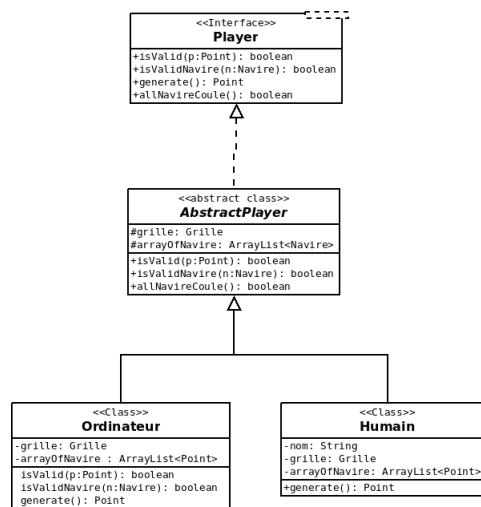 <<Interface>>
Player
+isValid(p:Point): boolean
+isValidNavire(n:Navire): boolean
+generate(): Point
+allNavireCoule(): boolean
<<abstract class>>
AbstractPlayer
#grille: Grille
#arrayOfNavire: ArrayList<Navire>
+isValid(p:Point): boolean
+isValidNavire(n:Navire): boolean
+allNavireCoule(): boolean
<<Class>>
Ordinateur
-grille: Grille
-arrayOfNavire : ArrayList<Point>
isValid(p:Point): boolean
isValidNavire(n:Navire): boolean
generate(): Point
<<Class>>
Humain
-nom: String
-grille: Grille
-arrayOfNavire: ArrayList<Point>
+generate(): Point